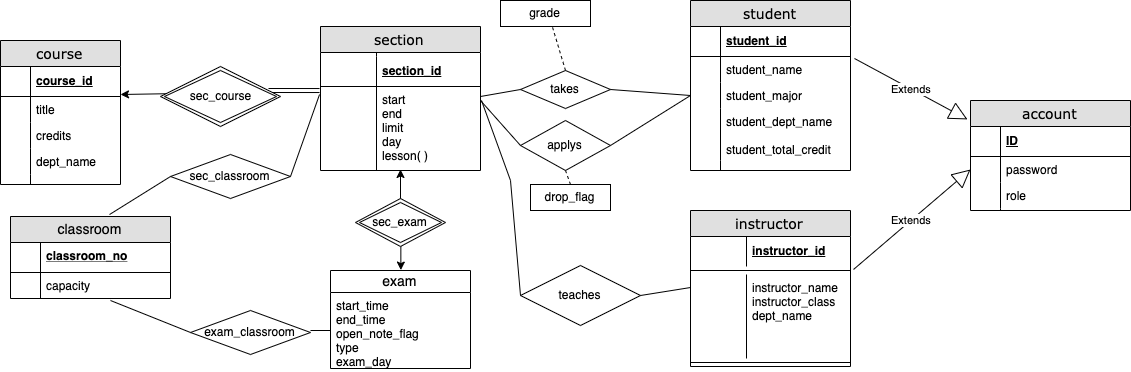 grade
student
student_id
student_name
student_major
student_dept_name
student_total_credit
section
section_id
start
end
limit
day
lesson( )
course
course_id
title
credits
dept_name
sec_course
takes
applys
drop_flag
Extends
account
ID
password
role
sec_classroom
classroom
classroom_no
capacity
sec_exam
exam
start_time
end_time
open_note_flag
type
exam_day
exam_classroom
teaches
instructor
instructor_id
instructor_name
instructor_class
dept_name
Extends